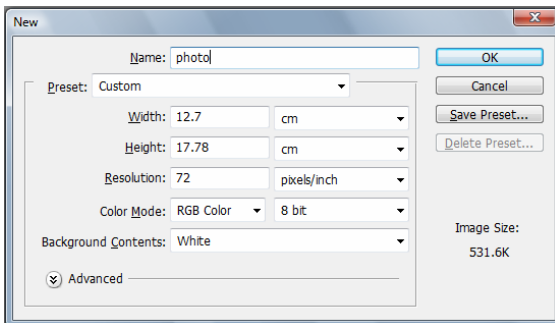 New
Name: photo
OK
Preset: Custom
Cancel
Width: 12.7 cm
Save Preset...
Height: 17.78 cm
Delete Preset...
Resolution: 72 pixels/inch
Color Mode: RGB Color 8 bit
Image Size:
Background Contents: White
531.6K
Advanced